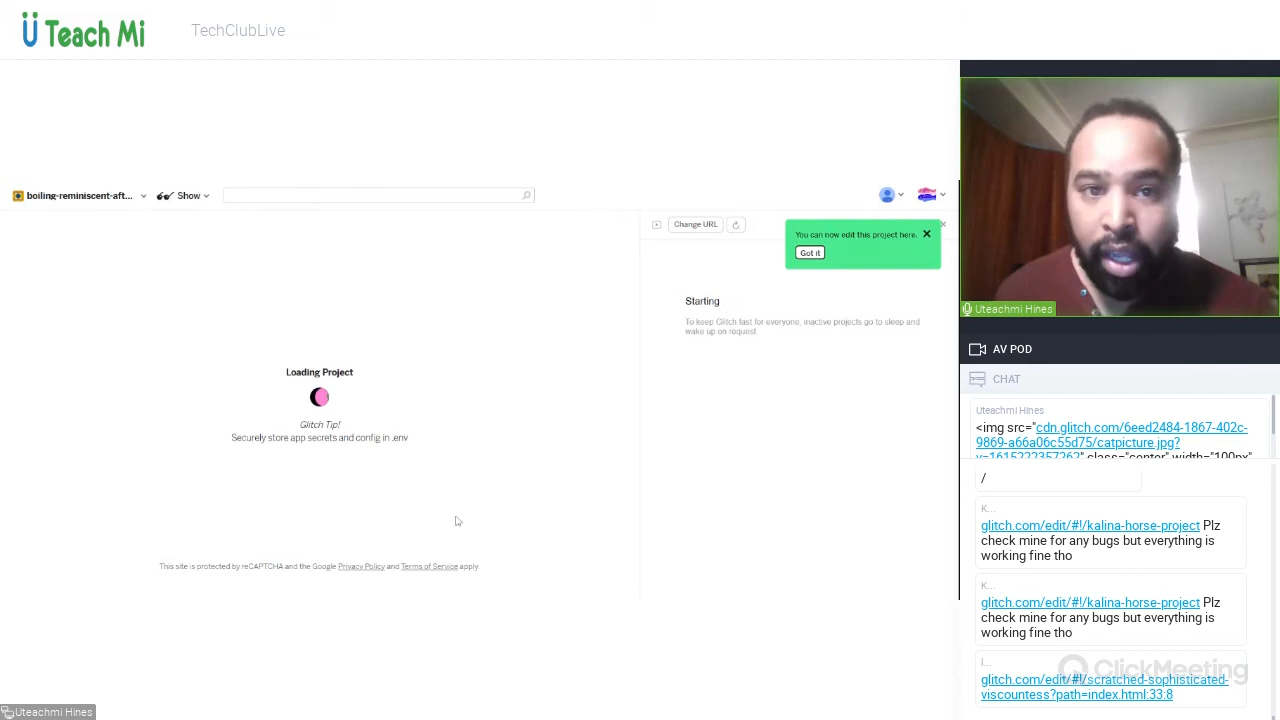 Ü Teach Mi
TechClubLive
boiling-reminiscent-aft...
Show
Change URL
You can now edit this project here.
Got it
Starting
To keep Glitch fast for everyone, inactive projects go to sleep and
wake up on request
Loading Project
Glitch Tip!
Securely store app secrets and config in .env
This site is protected by reCAPTCHA and the Google Privacy Policy and Terms of Service apply.
Uteachmi Hines
Uteachmi Hines
AV POD
CHAT
Uteachmi Hines
<img src="cdn.glitch.com/6eed2484-1867-402c-
9869-a66a06c55d75/catpicture.jpg?
v=1615222357262" class="center" width="100px"
/
K...
glitch.com/edit/#!/kalina-horse-project Plz
check mine for any bugs but everything is
working fine tho
K...
glitch.com/edit/#!/kalina-horse-project Plz
check mine for any bugs but everything is
working fine tho
I...
ClickMeeting
glitch.com/edit/#!/scratched-sophisticated-
viscountess?path=index.html:33:8